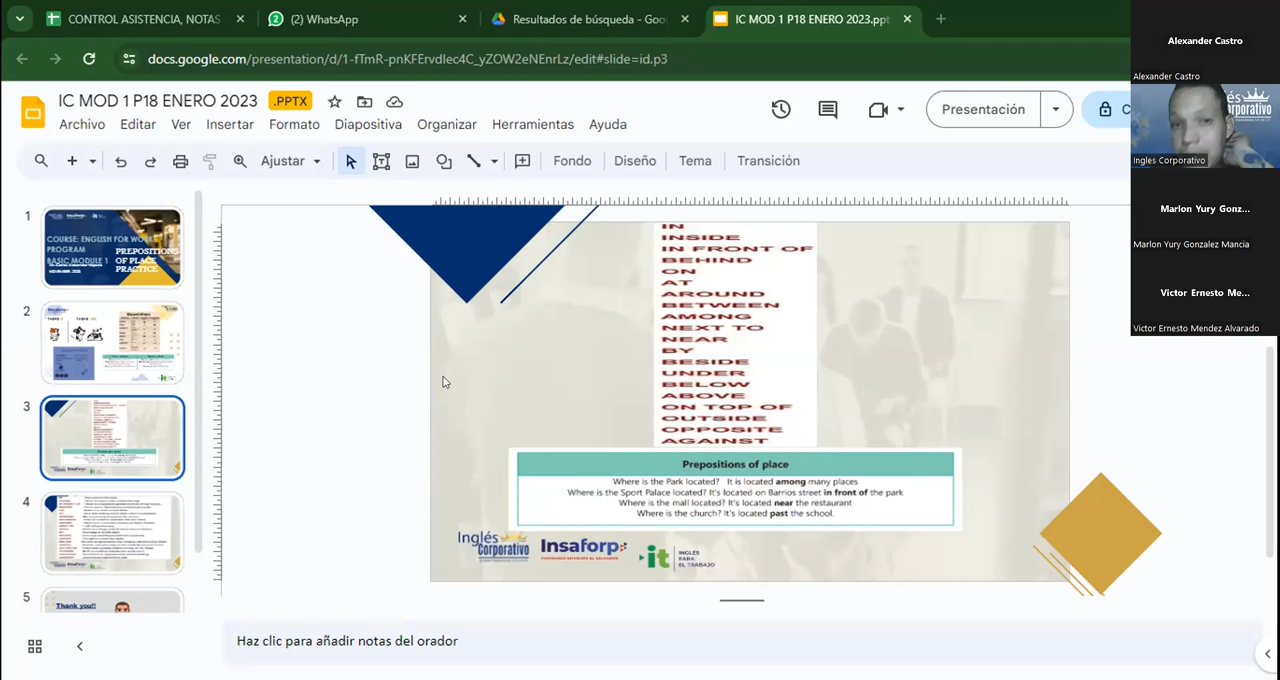 CONTROL ASISTENCIA, NOTAS
(2) WhatsApp
Resultados de búsqueda - Goo
IC MOD 1 P18 ENERO 2023.ppt
docs.google.com/presentation/d/1-fTmR-pnKFErvdlec4C_yZOW2eNEnrLz/edit#slide=id.p3
IC MOD 1 P18 ENERO 2023
.PPTX
Archivo Editar Ver Insertar Formato Diapositiva Organizar Herramientas Ayuda
Presentación
C
Ajustar
Fondo
Diseño
Tema
Transición
Alexander Castro
Alexander Castro
Ingles Corporativo
Marlon Yury Gonz...
Marlon Yury Gonzalez Mancia
Victor Ernesto Me...
Victor Ernesto Mendez Alvarado
1
COURSE: ENGLISH FOR WORK
PROGRAM
BASIC MODULE 1
PREPOSITIONS
OF PLACE
PRACTICE
2
3
4
5
Thank you!!
IN
INSIDE
IN FRONT OF
BEHIND
ON
AT
AROUND
BETWEEN
AMONG
NEXT TO
NEAR
BY
BESIDE
UNDER
BELOW
ABOVE
ON TOP OF
OUTSIDE
OPPOSITE
AGAINST
Prepositions of place
Where is the Park located? It is located among many places
Where is the Sport Palace located? It's located on Barrios street in front of the park
Where is the mall located? It's located near the restaurant
Where is the church? It's located past the school.
Inglés
Corporativo
Insaforp
it
INGLÉS
PARA
EL TRABAJO
Haz clic para añadir notas del orador